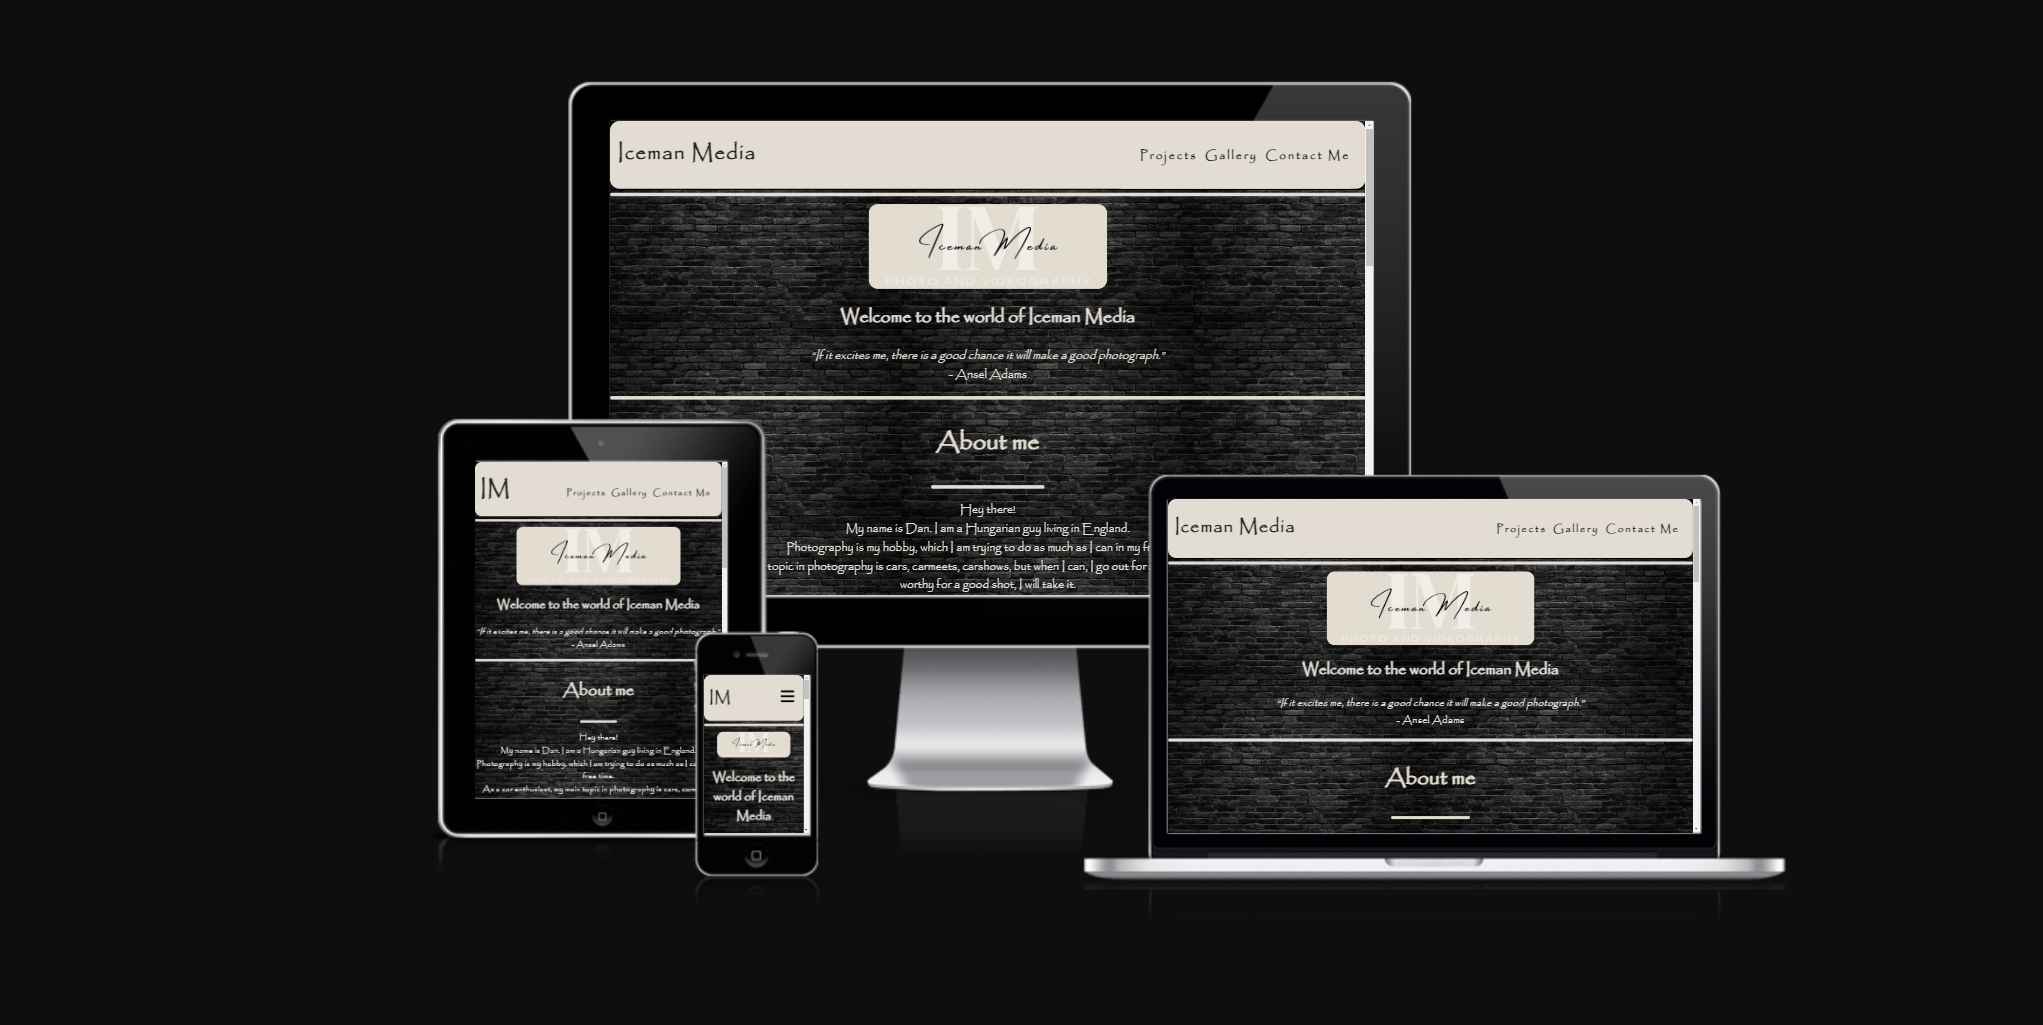 Iceman Media
Projects Gallery Contact Me
IM
Iceman Media
PHOTO AND VIDEOGRAPHY
Welcome to the world of Iceman Media
"If it excites me, there is a good chance it will make a good photograph."
- Ansel Adams
About me
Hey there!
My name is Dan. I am a Hungarian guy living in England.
Photography is my hobby, which I am trying to do as much as I can in my
topic in photography is cars, carmeets, carshows, but when I can, I go out for
worthy for a good shot, I will take it.
IM
Projects Gallery Contact Me
IM
Iceman Media
PHOTO AND VIDEOGRAPHY
Welcome to the world of Iceman Media
"If it excites me, there is a good chance it will make a good photograph."
- Ansel Adams
About me
Hey there!
My name is Dan. I am a Hungarian guy living in England.
Photography is my hobby, which I am trying to do as much as I
free time.
As a car enthusiast, my main topic in photography is cars,
IM
Iceman Media
Welcome to the
world of Iceman
Media
Iceman Media
Projects Gallery Contact Me
IM
Iceman Media
PHOTO AND VIDEOGRAPHY
Welcome to the world of Iceman Media
"If it excites me, there is a good chance it will make a good photograph."
- Ansel Adams
About me